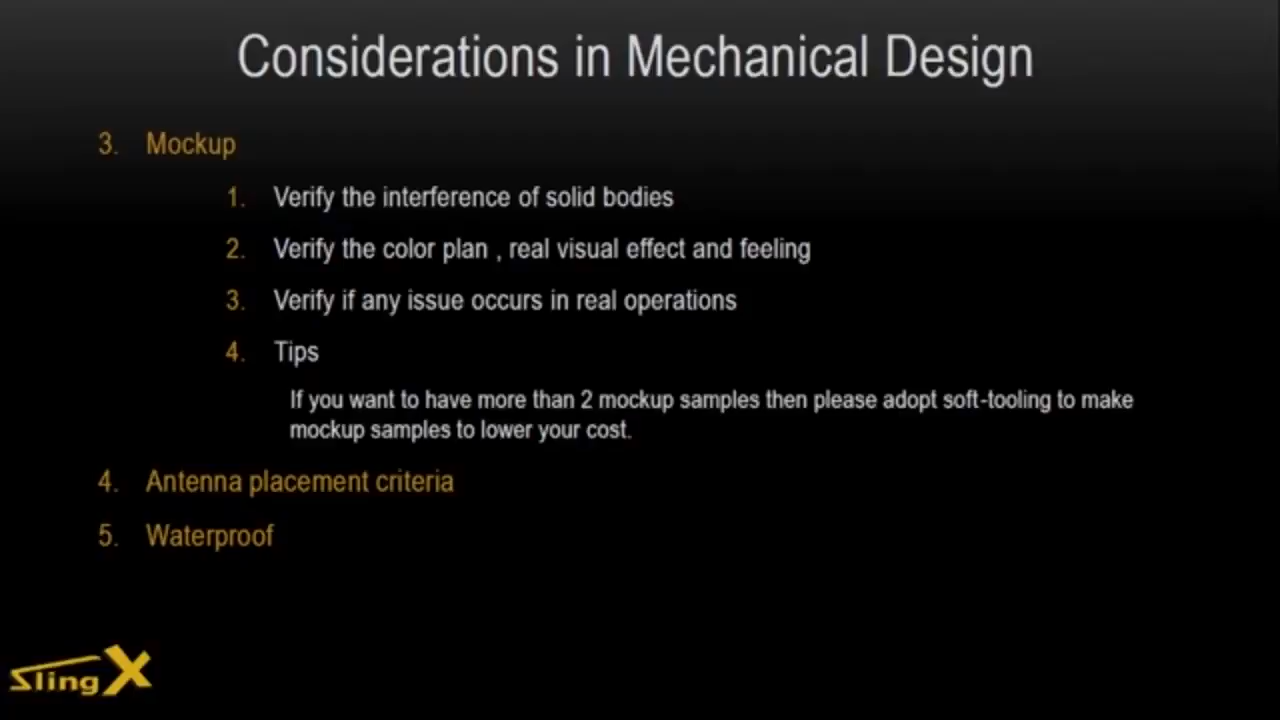 Considerations in Mechanical Design
3. Mockup
1. Verify the interference of solid bodies
2. Verify the color plan , real visual effect and feeling
3. Verify if any issue occurs in real operations
4. Tips
If you want to have more than 2 mockup samples then please adopt soft-tooling to make
mockup samples to lower your cost.
4. Antenna placement criteria
5. Waterproof
SlingX